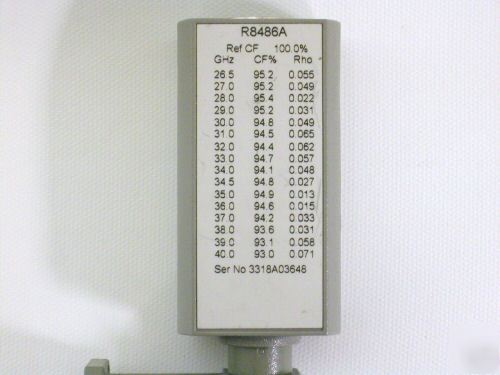 R8486A
Ref CF 100.0%
GHz CF% Rho
26.5 95.2 0.055
27.0 95.2 0.049
28.0 95.4 0.022
29.0 95.2 0.031
30.0 94.8 0.049
31.0 94.5 0.065
32.0 94.4 0.062
33.0 94.7 0.057
34.0 94.1 0.048
34.5 94.8 0.027
35.0 94.9 0.013
36.0 94.6 0.015
37.0 94.2 0.033
38.0 93.6 0.031
39.0 93.1 0.058
40.0 93.0 0.071
Ser No 3318A03648